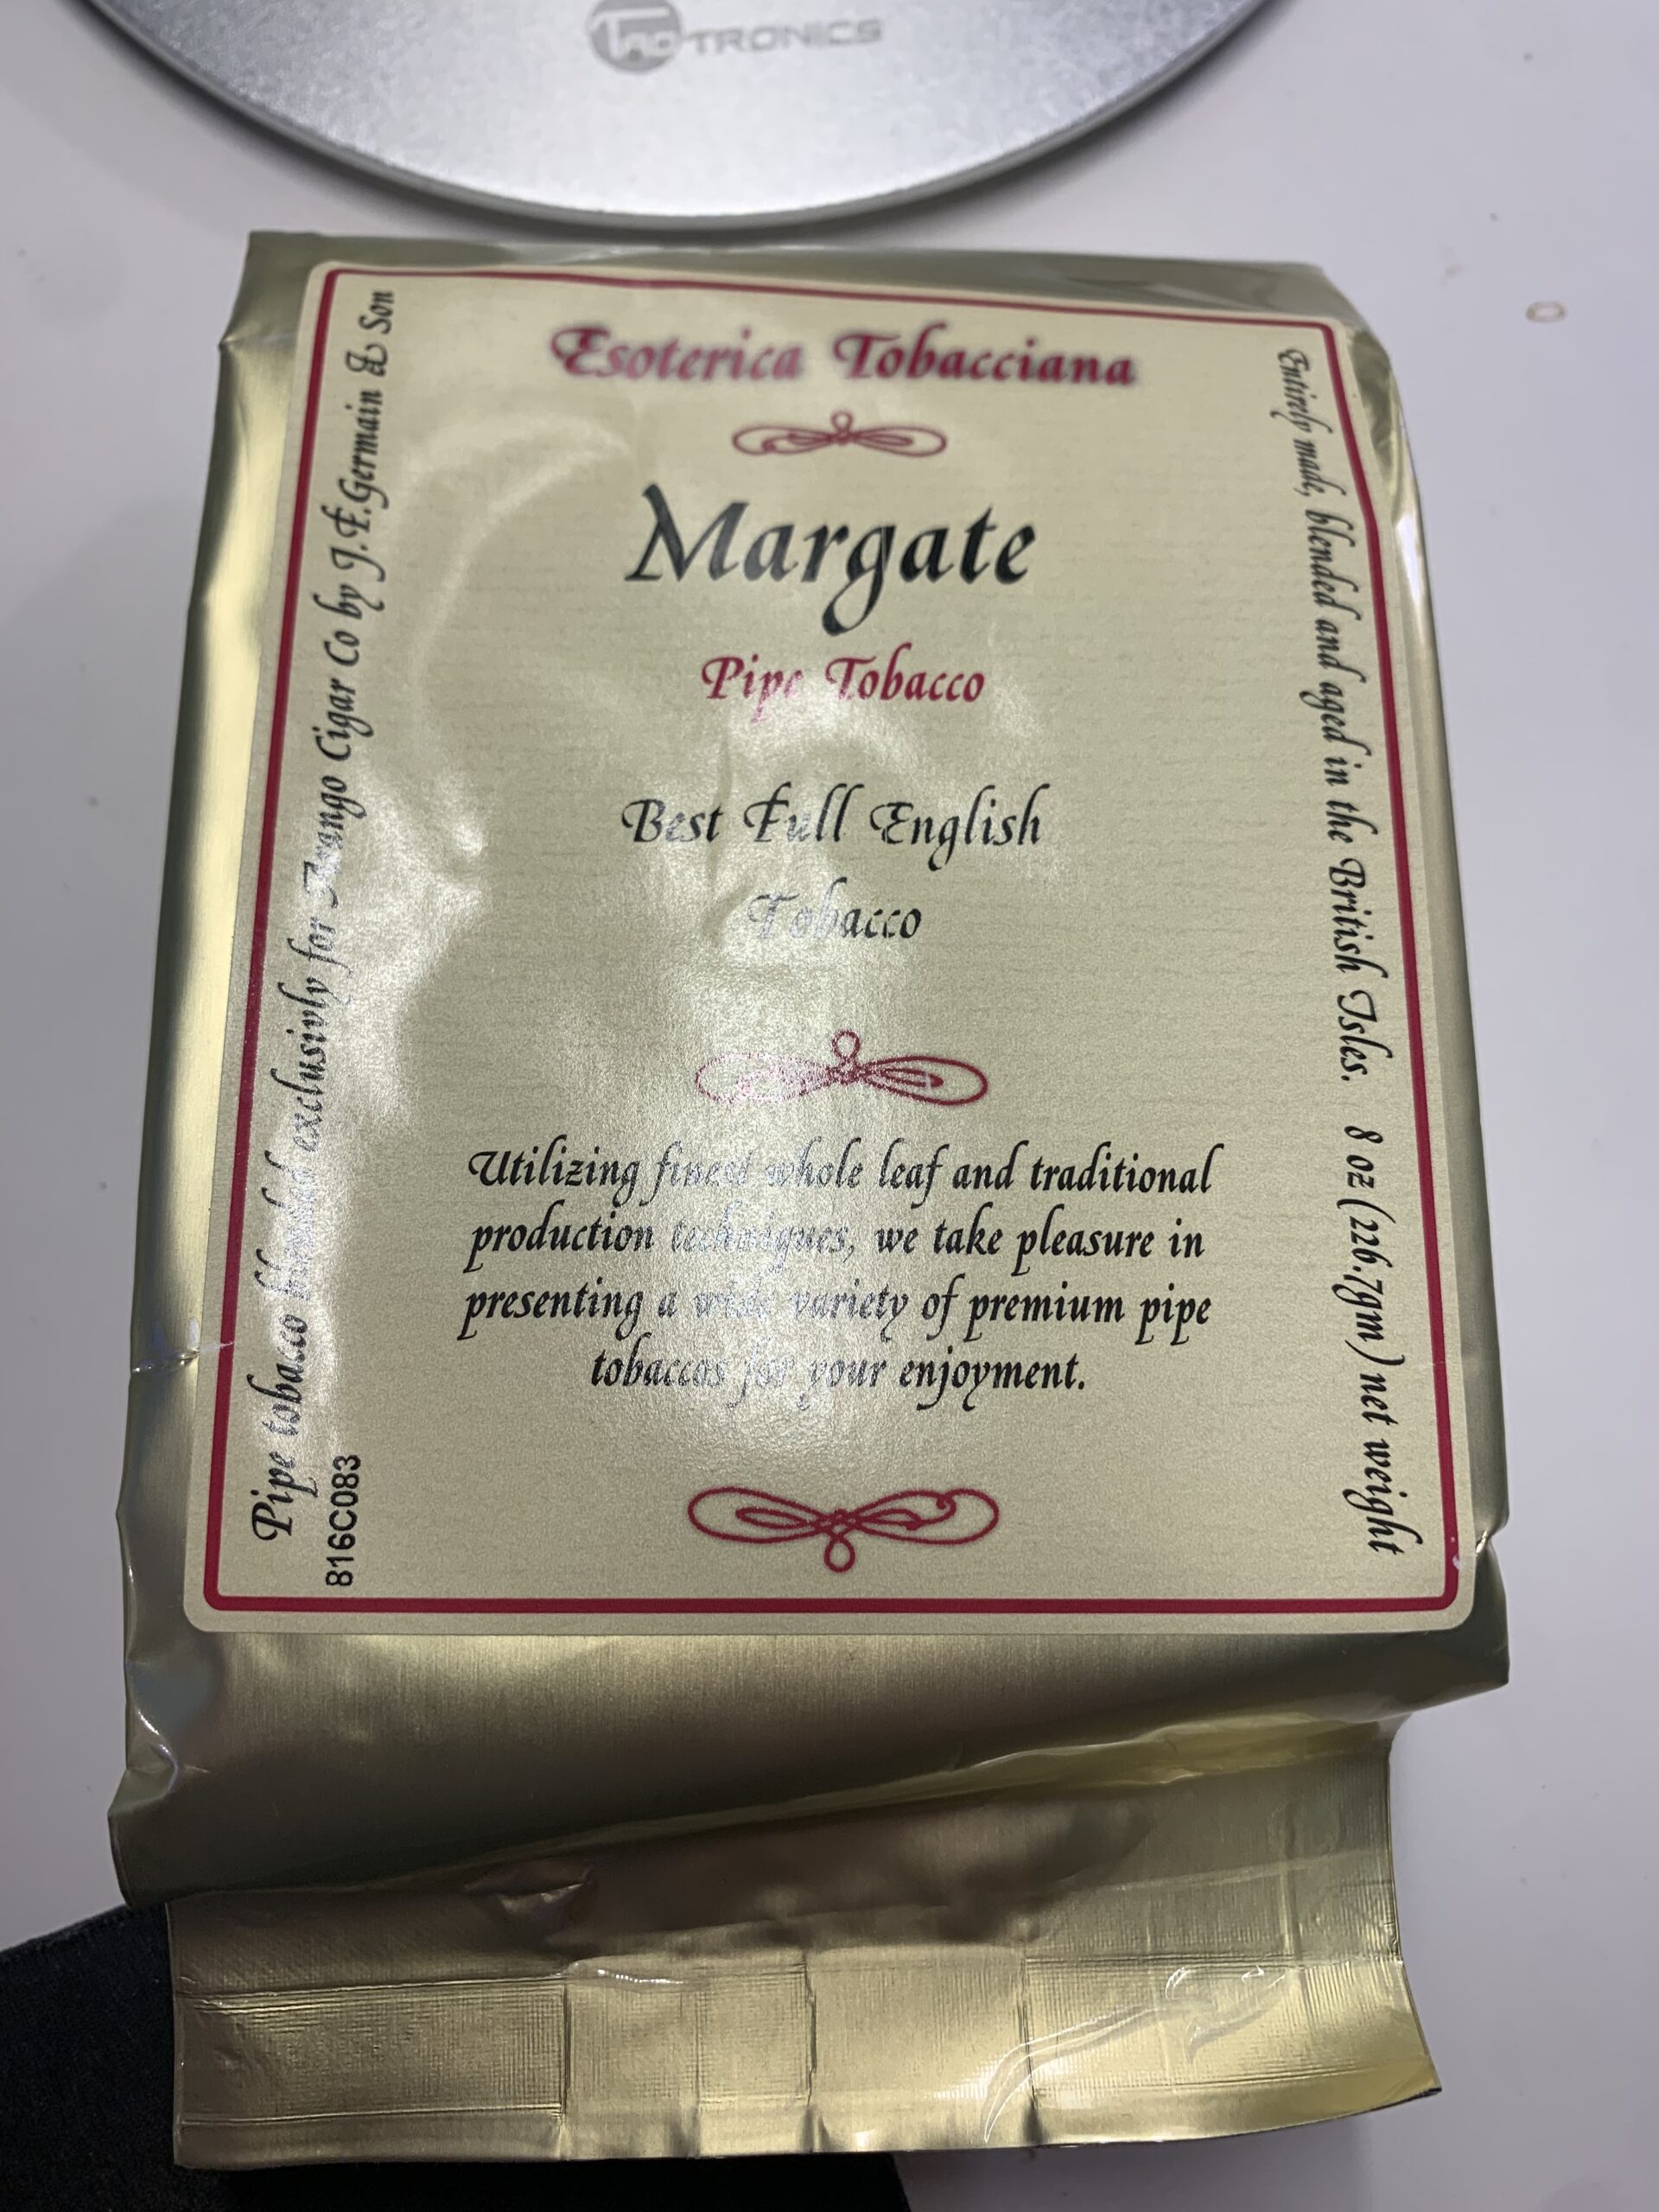 TaoTRONICS
Esoterica Tobacciana
Margate
Pipe Tobacco
Best Full English
Tobacco
Utilizing finest whole leaf and traditional
production techniques, we take pleasure in
presenting a wide variety of premium pipe
tobaccos for your enjoyment.
Pipe tobacco blended exclusivly for Arango Cigar Co by J.F.Germain & Son
816C083
Entirely made, blended and aged in the British Isles. 8 oz (226.7gm) net weight